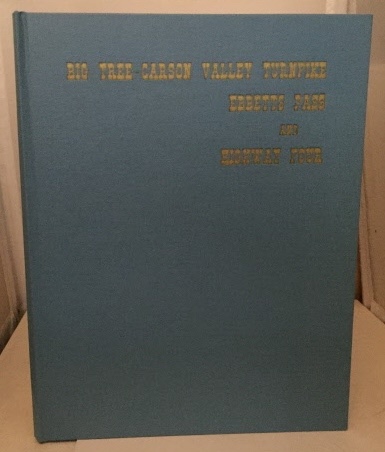 BIG TREE-CARSON VALLEY TURNPIKE
EBBETTS PASS
AND
HIGHWAY FOUR